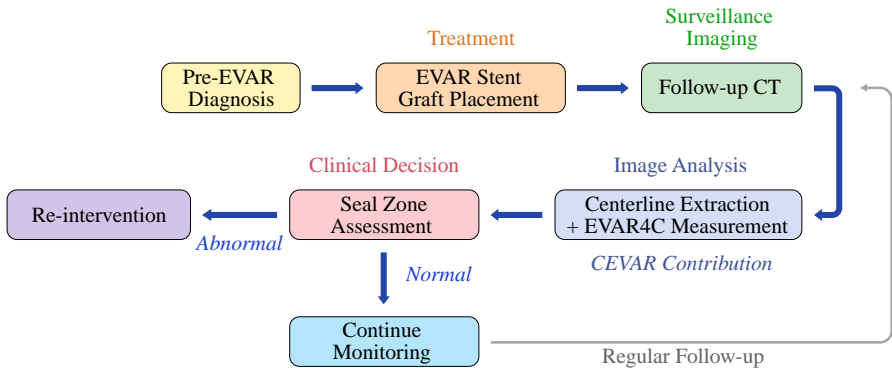 Surveillance
Imaging
Treatment
Pre-EVAR
Diagnosis
EVAR Stent
Graft Placement
Follow-up CT
Clinical Decision
Image Analysis
Re-intervention
Seal Zone
Assessment
Centerline Extraction
+ EVAR4C Measurement
Abnormal
CEVAR Contribution
Normal
Continue
Monitoring
Regular Follow-up